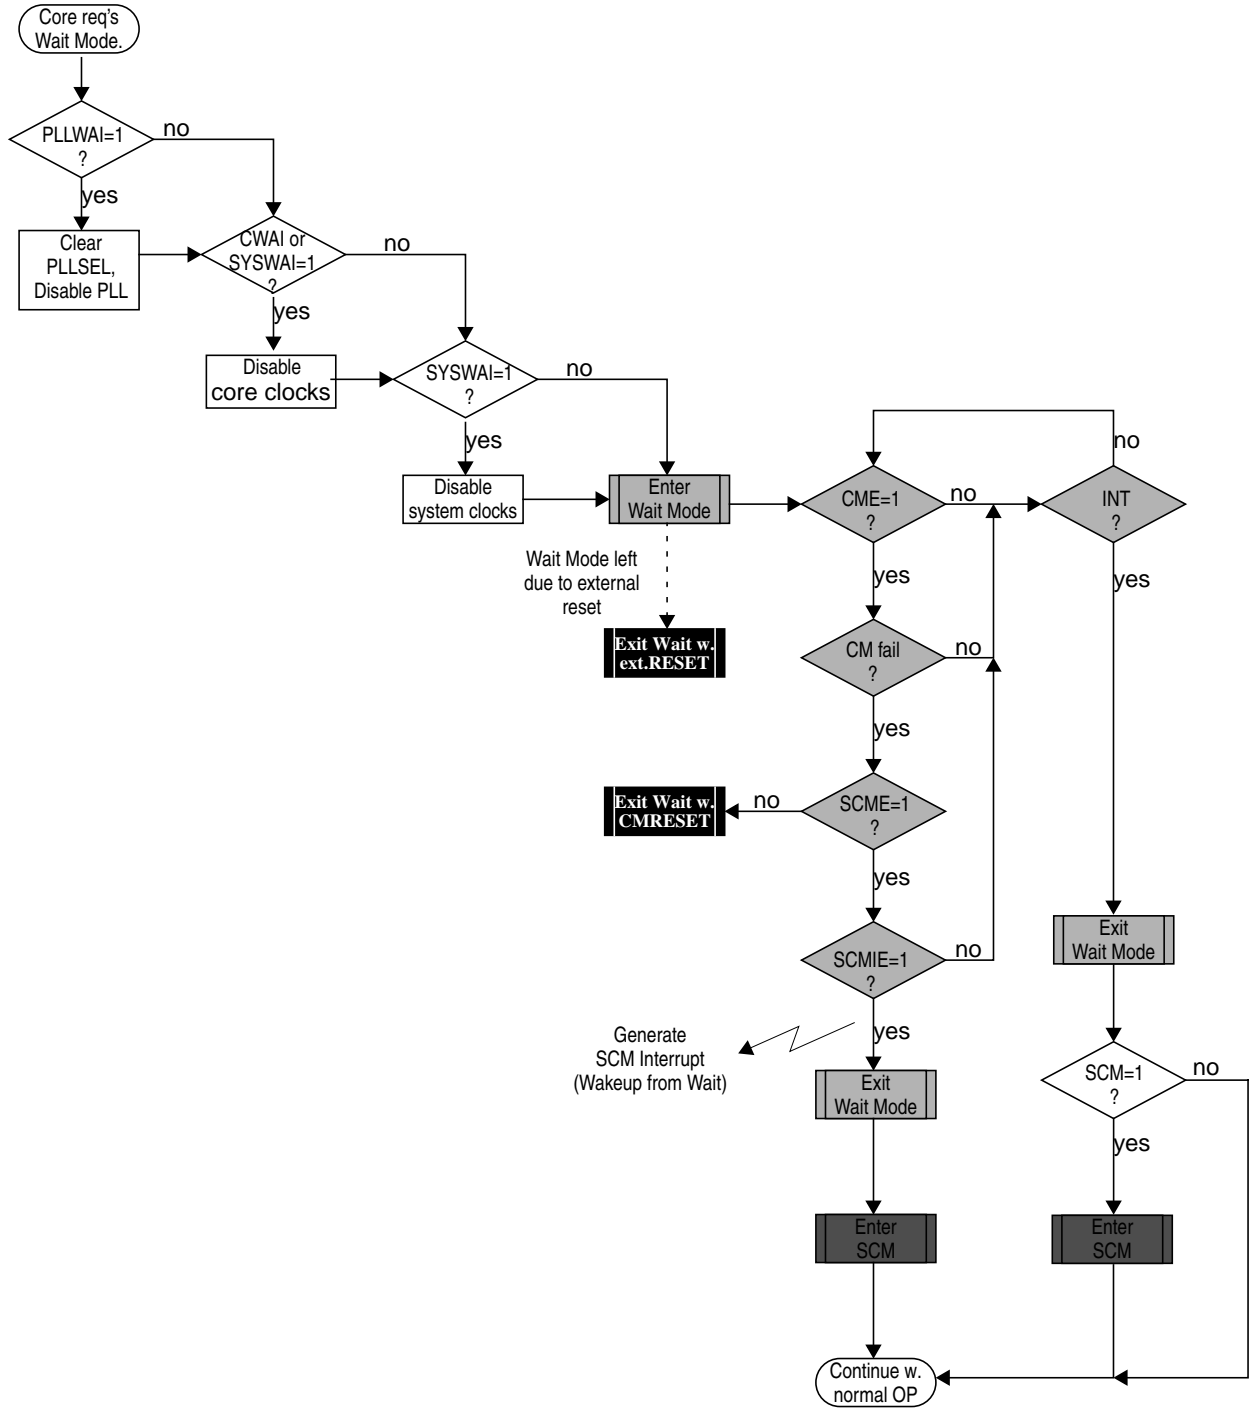 Core req's
Wait Mode.
PLLWAI=1
?
no
yes
Clear
PLLSEL,
Disable PLL
CWAI or
SYSWAI=1
?
no
yes
Disable
core clocks
SYSWAI=1
?
no
yes
Disable
system clocks
Enter
Wait Mode
Wait Mode left
due to external
reset
Exit Wait w.
ext.RESET
CME=1
?
no
yes
INT
?
no
yes
CM fail
?
no
yes
SCME=1
?
no
yes
Exit Wait w.
CMRESET
SCMIE=1
?
no
yes
Generate
SCM Interrupt
(Wakeup from Wait)
Exit
Wait Mode
Enter
SCM
Exit
Wait Mode
SCM=1
?
no
yes
Enter
SCM
Continue w.
normal OP